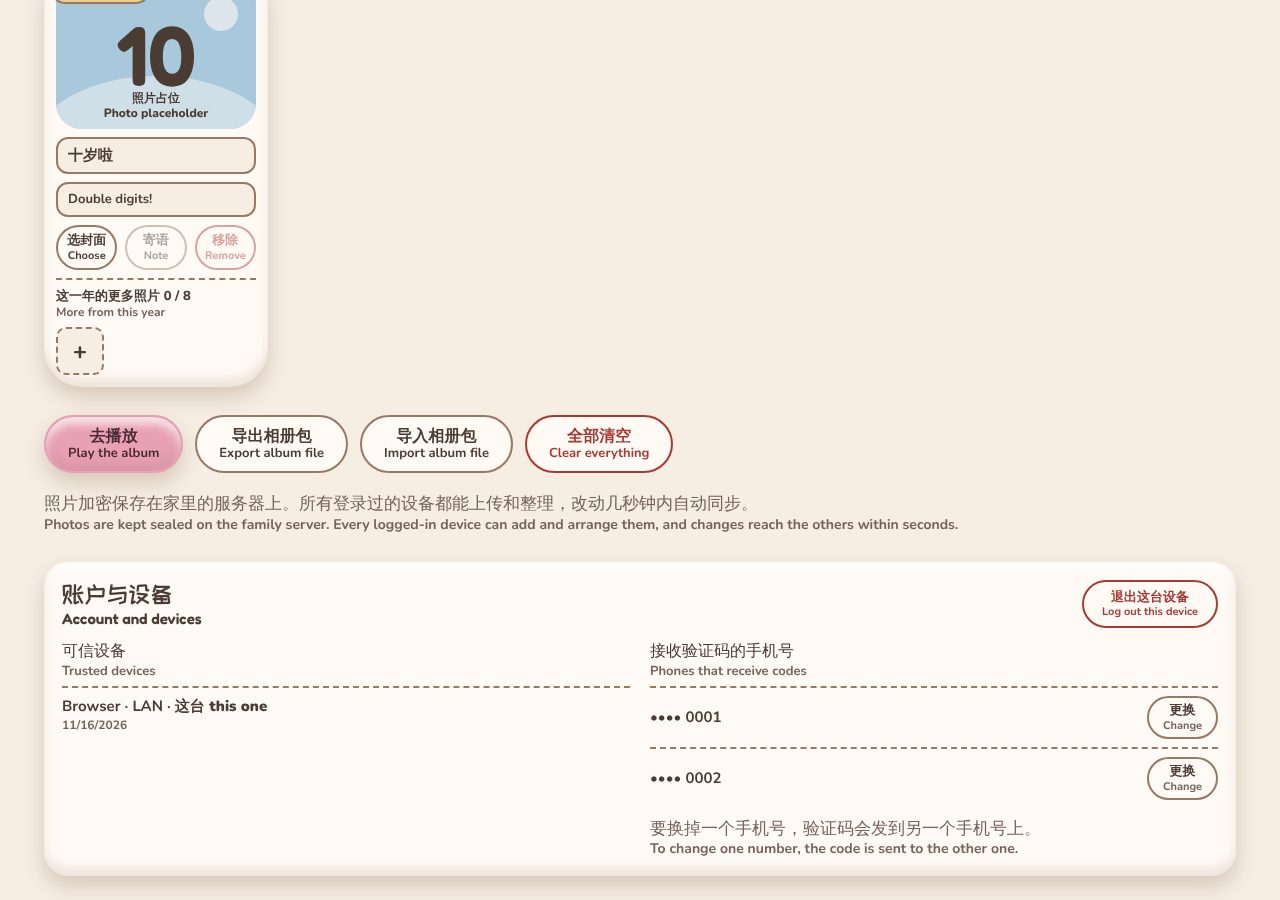 10
照片占位
Photo placeholder
十岁啦
Double digits!
选封面
Choose
寄语
Note
移除
Remove
这一年的更多照片 0 / 8
More from this year
+
去播放
Play the album
导出相册包
Export album file
导入相册包
Import album file
全部清空
Clear everything
照片加密保存在家里的服务器上。所有登录过的设备都能上传和整理，改动几秒钟内自动同步。
Photos are kept sealed on the family server. Every logged-in device can add and arrange them, and changes reach the others within seconds.
账户与设备
Account and devices
退出这台设备
Log out this device
可信设备
Trusted devices
Browser · LAN · 这台 this one
11/16/2026
接收验证码的手机号
Phones that receive codes
•••• 0001
更换
Change
•••• 0002
更换
Change
要换掉一个手机号，验证码会发到另一个手机号上。
To change one number, the code is sent to the other one.